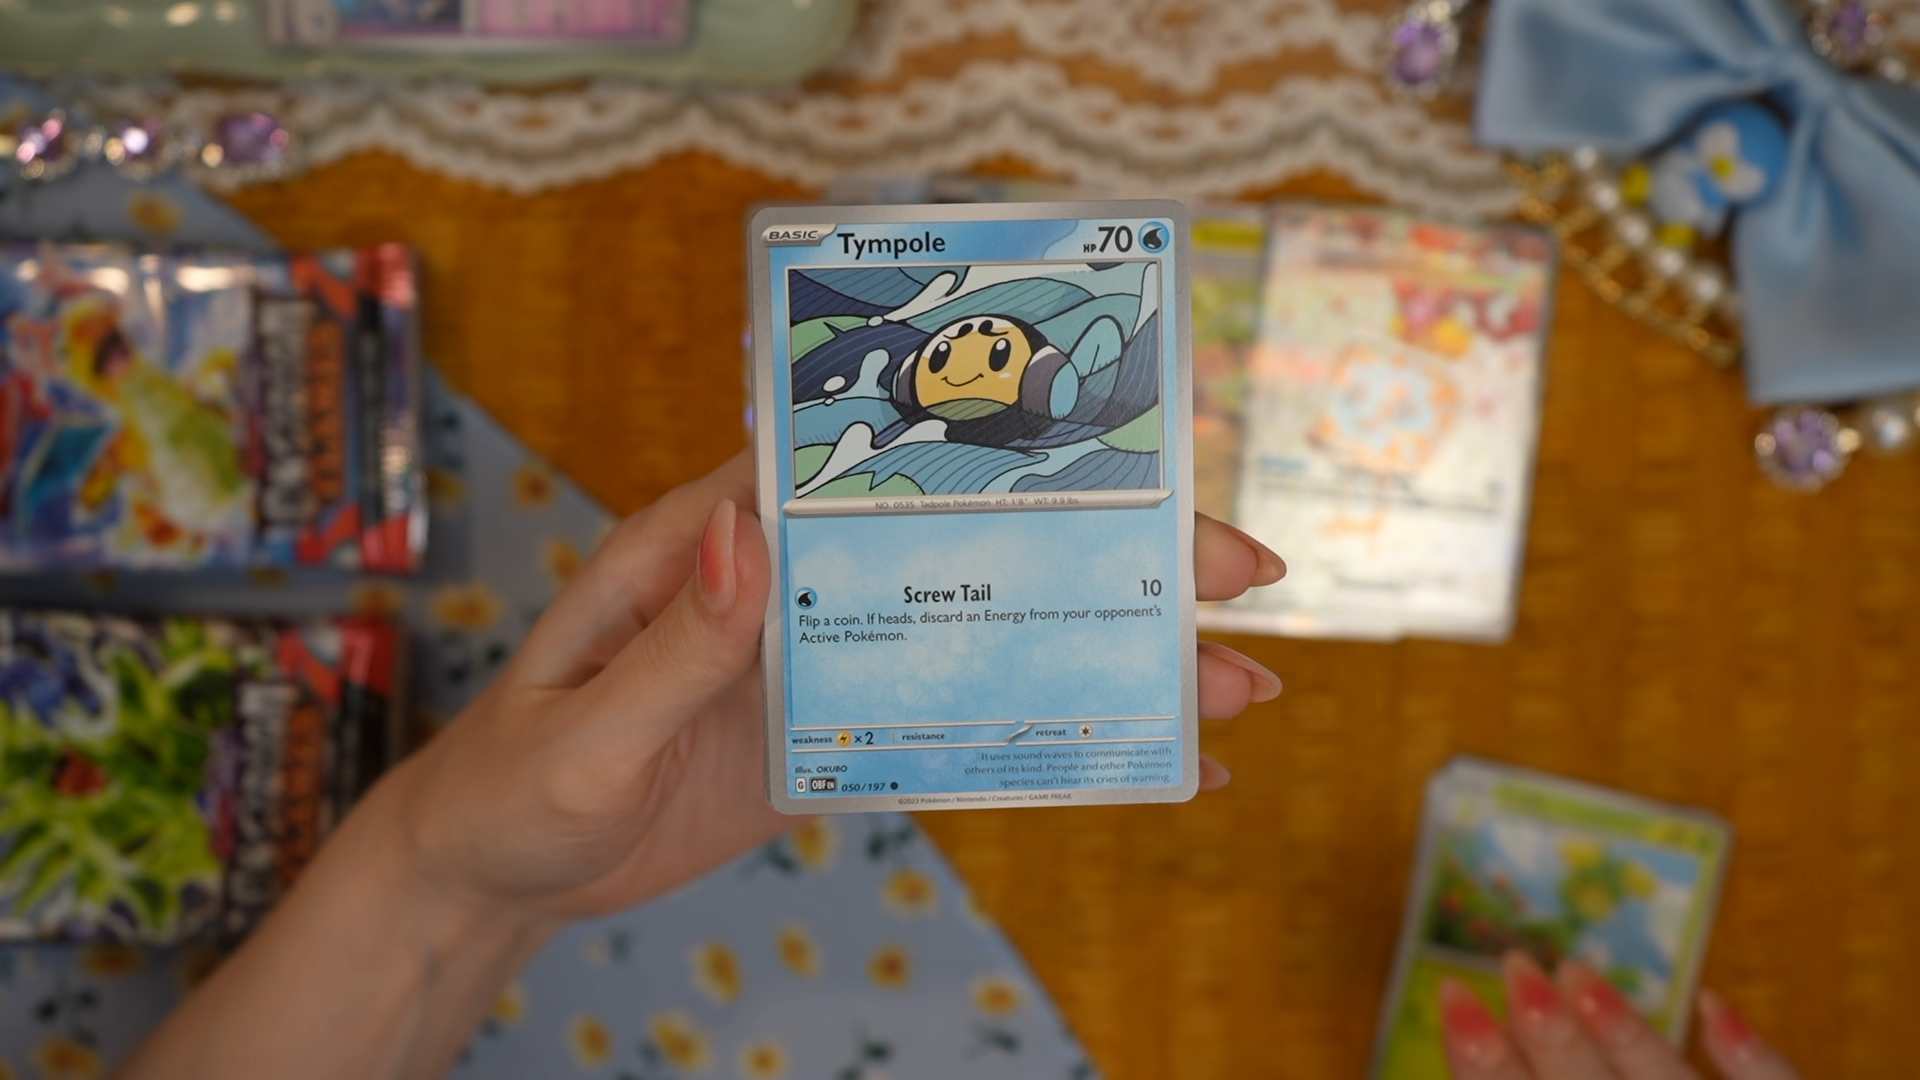 BASIC Tympole HP 70
NO. 0535 Tadpole Pokémon HT: 1'8" WT: 9.9 lbs
Screw Tail 10
Flip a coin. If heads, discard an Energy from your opponent's
Active Pokémon.
weakness ×2 resistance retreat
It uses sound waves to communicate with
others of its kind. People and other Pokémon
species can't hear its cries of warning.
Illus. OKUBO
G OBF EN 050/197
©2023 Pokémon / Nintendo / Creatures / GAME FREAK